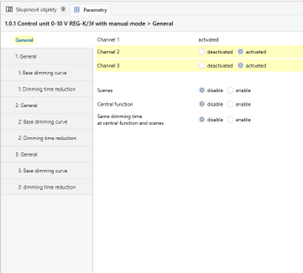 Skupinové objekty 0 Parametry
1.0.1 Control unit 0-10 V REG-K/3f with manual mode > General
General
Channel 1 activated
Channel 2 deactivated activated
1: General
Channel 3 deactivated activated
1: Base dimming curve
1: Dimming time reduction
Scenes disable enable
2: General
Central function disable enable
2: Base dimming curve
Same dimming time
at central function and scenes disable enable
2: Dimming time reduction
3: General
3: Base dimming curve
3: dimming time reduction